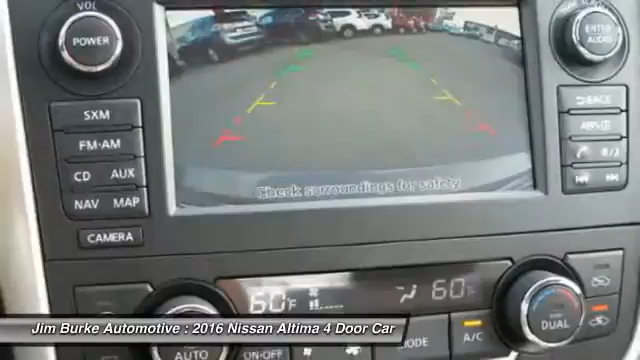 VOL
POWER
SXM
FM·AM
CD AUX
NAV MAP
CAMERA
ENTER
AUDIO
BACK
Check surroundings for safety
60°F
60°F
AUTO
ON·OFF
MODE
A/C
DUAL
Jim Burke Automotive : 2016 Nissan Altima 4 Door Car